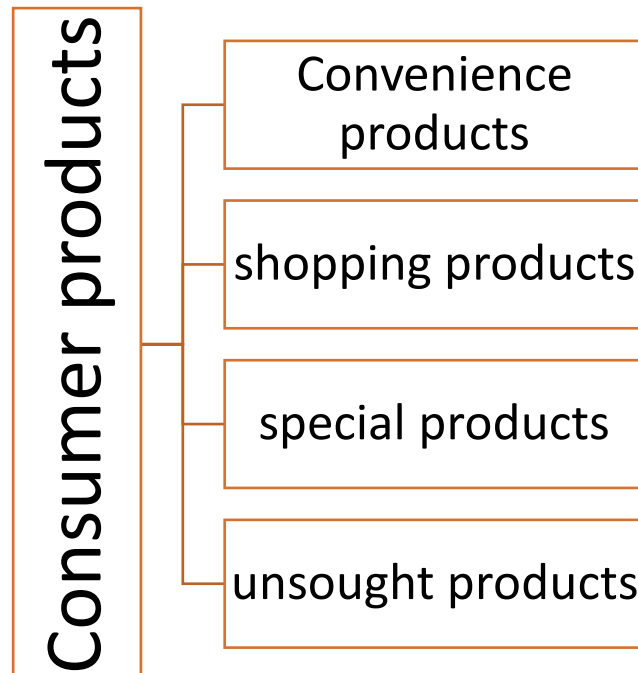 Consumer products
Convenience
products
shopping products
special products
unsought products